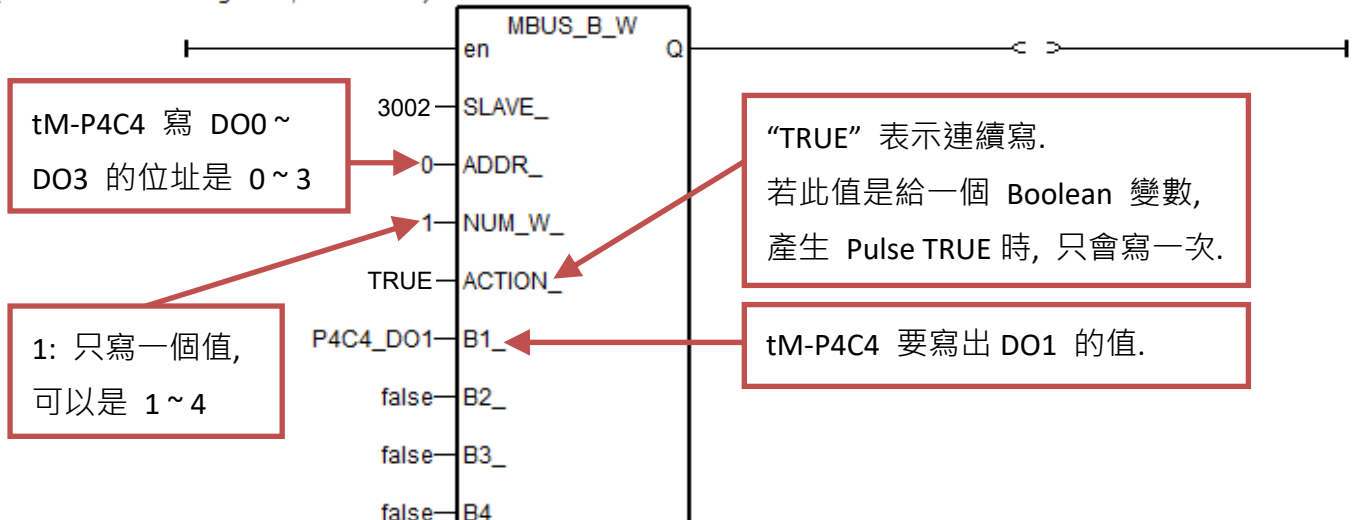 MBUS_B_W
en Q
3002 SLAVE_
0 ADDR_
1 NUM_W_
TRUE ACTION_
P4C4_DO1 B1_
false B2_
false B3_
false B4
tM-P4C4 寫 DO0 ~
DO3 的位址是 0 ~ 3
1: 只寫一個值,
可以是 1 ~ 4
“TRUE” 表示連續寫.
若此值是給一個 Boolean 變數,
產生 Pulse TRUE 時, 只會寫一次.
tM-P4C4 要寫出 DO1 的值.